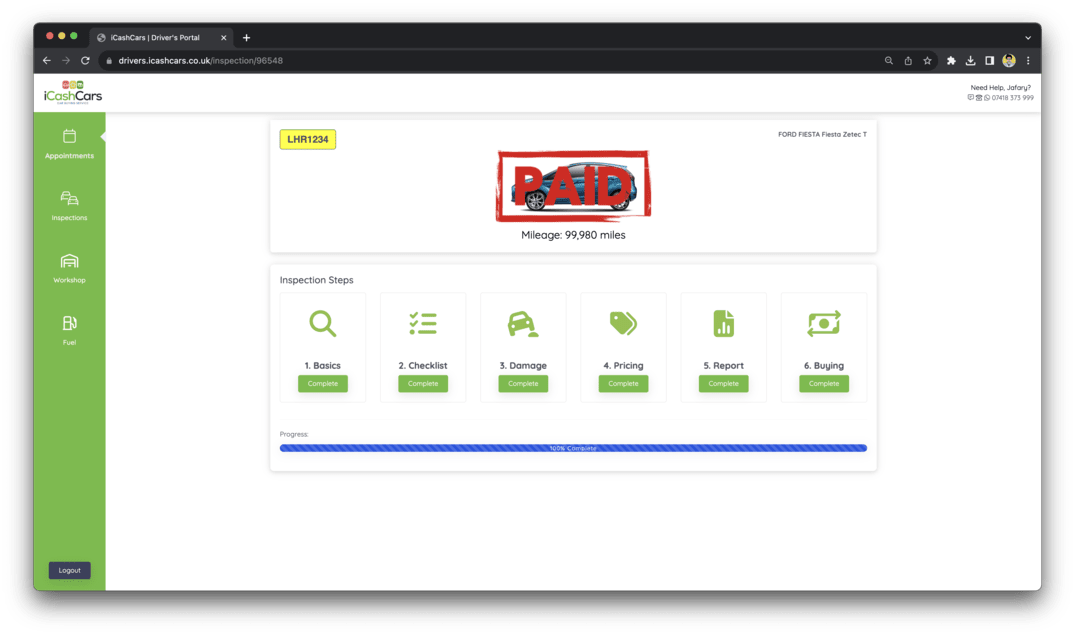 iCashCars | Driver's Portal
drivers.icashcars.co.uk/inspection/96548
iCashCars
Need Help, Jafary?
07418 373 999
Appointments
Inspections
Workshop
Fuel
Logout
LHR1234
FORD FIESTA Fiesta Zetec T
PAID
Mileage: 99,980 miles
Inspection Steps
1. Basics
Complete
2. Checklist
Complete
3. Damage
Complete
4. Pricing
Complete
5. Report
Complete
6. Buying
Complete
Progress:
100% Complete